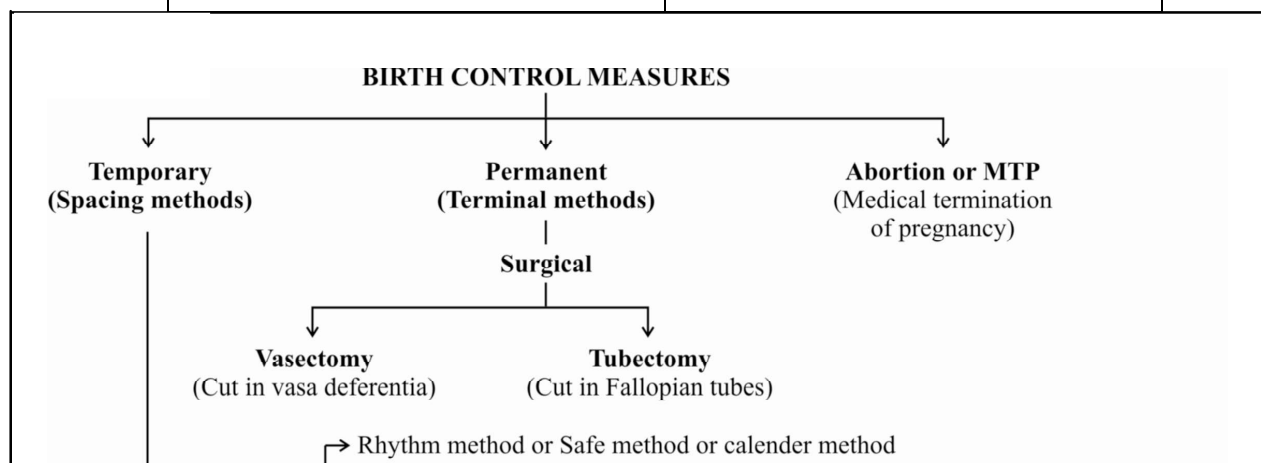 BIRTH CONTROL MEASURES
Temporary
(Spacing methods)
Permanent
(Terminal methods)
Abortion or MTP
(Medical termination
of pregnancy)
Surgical
Vasectomy
(Cut in vasa deferentia)
Tubectomy
(Cut in Fallopian tubes)
Rhythm method or Safe method or calender method